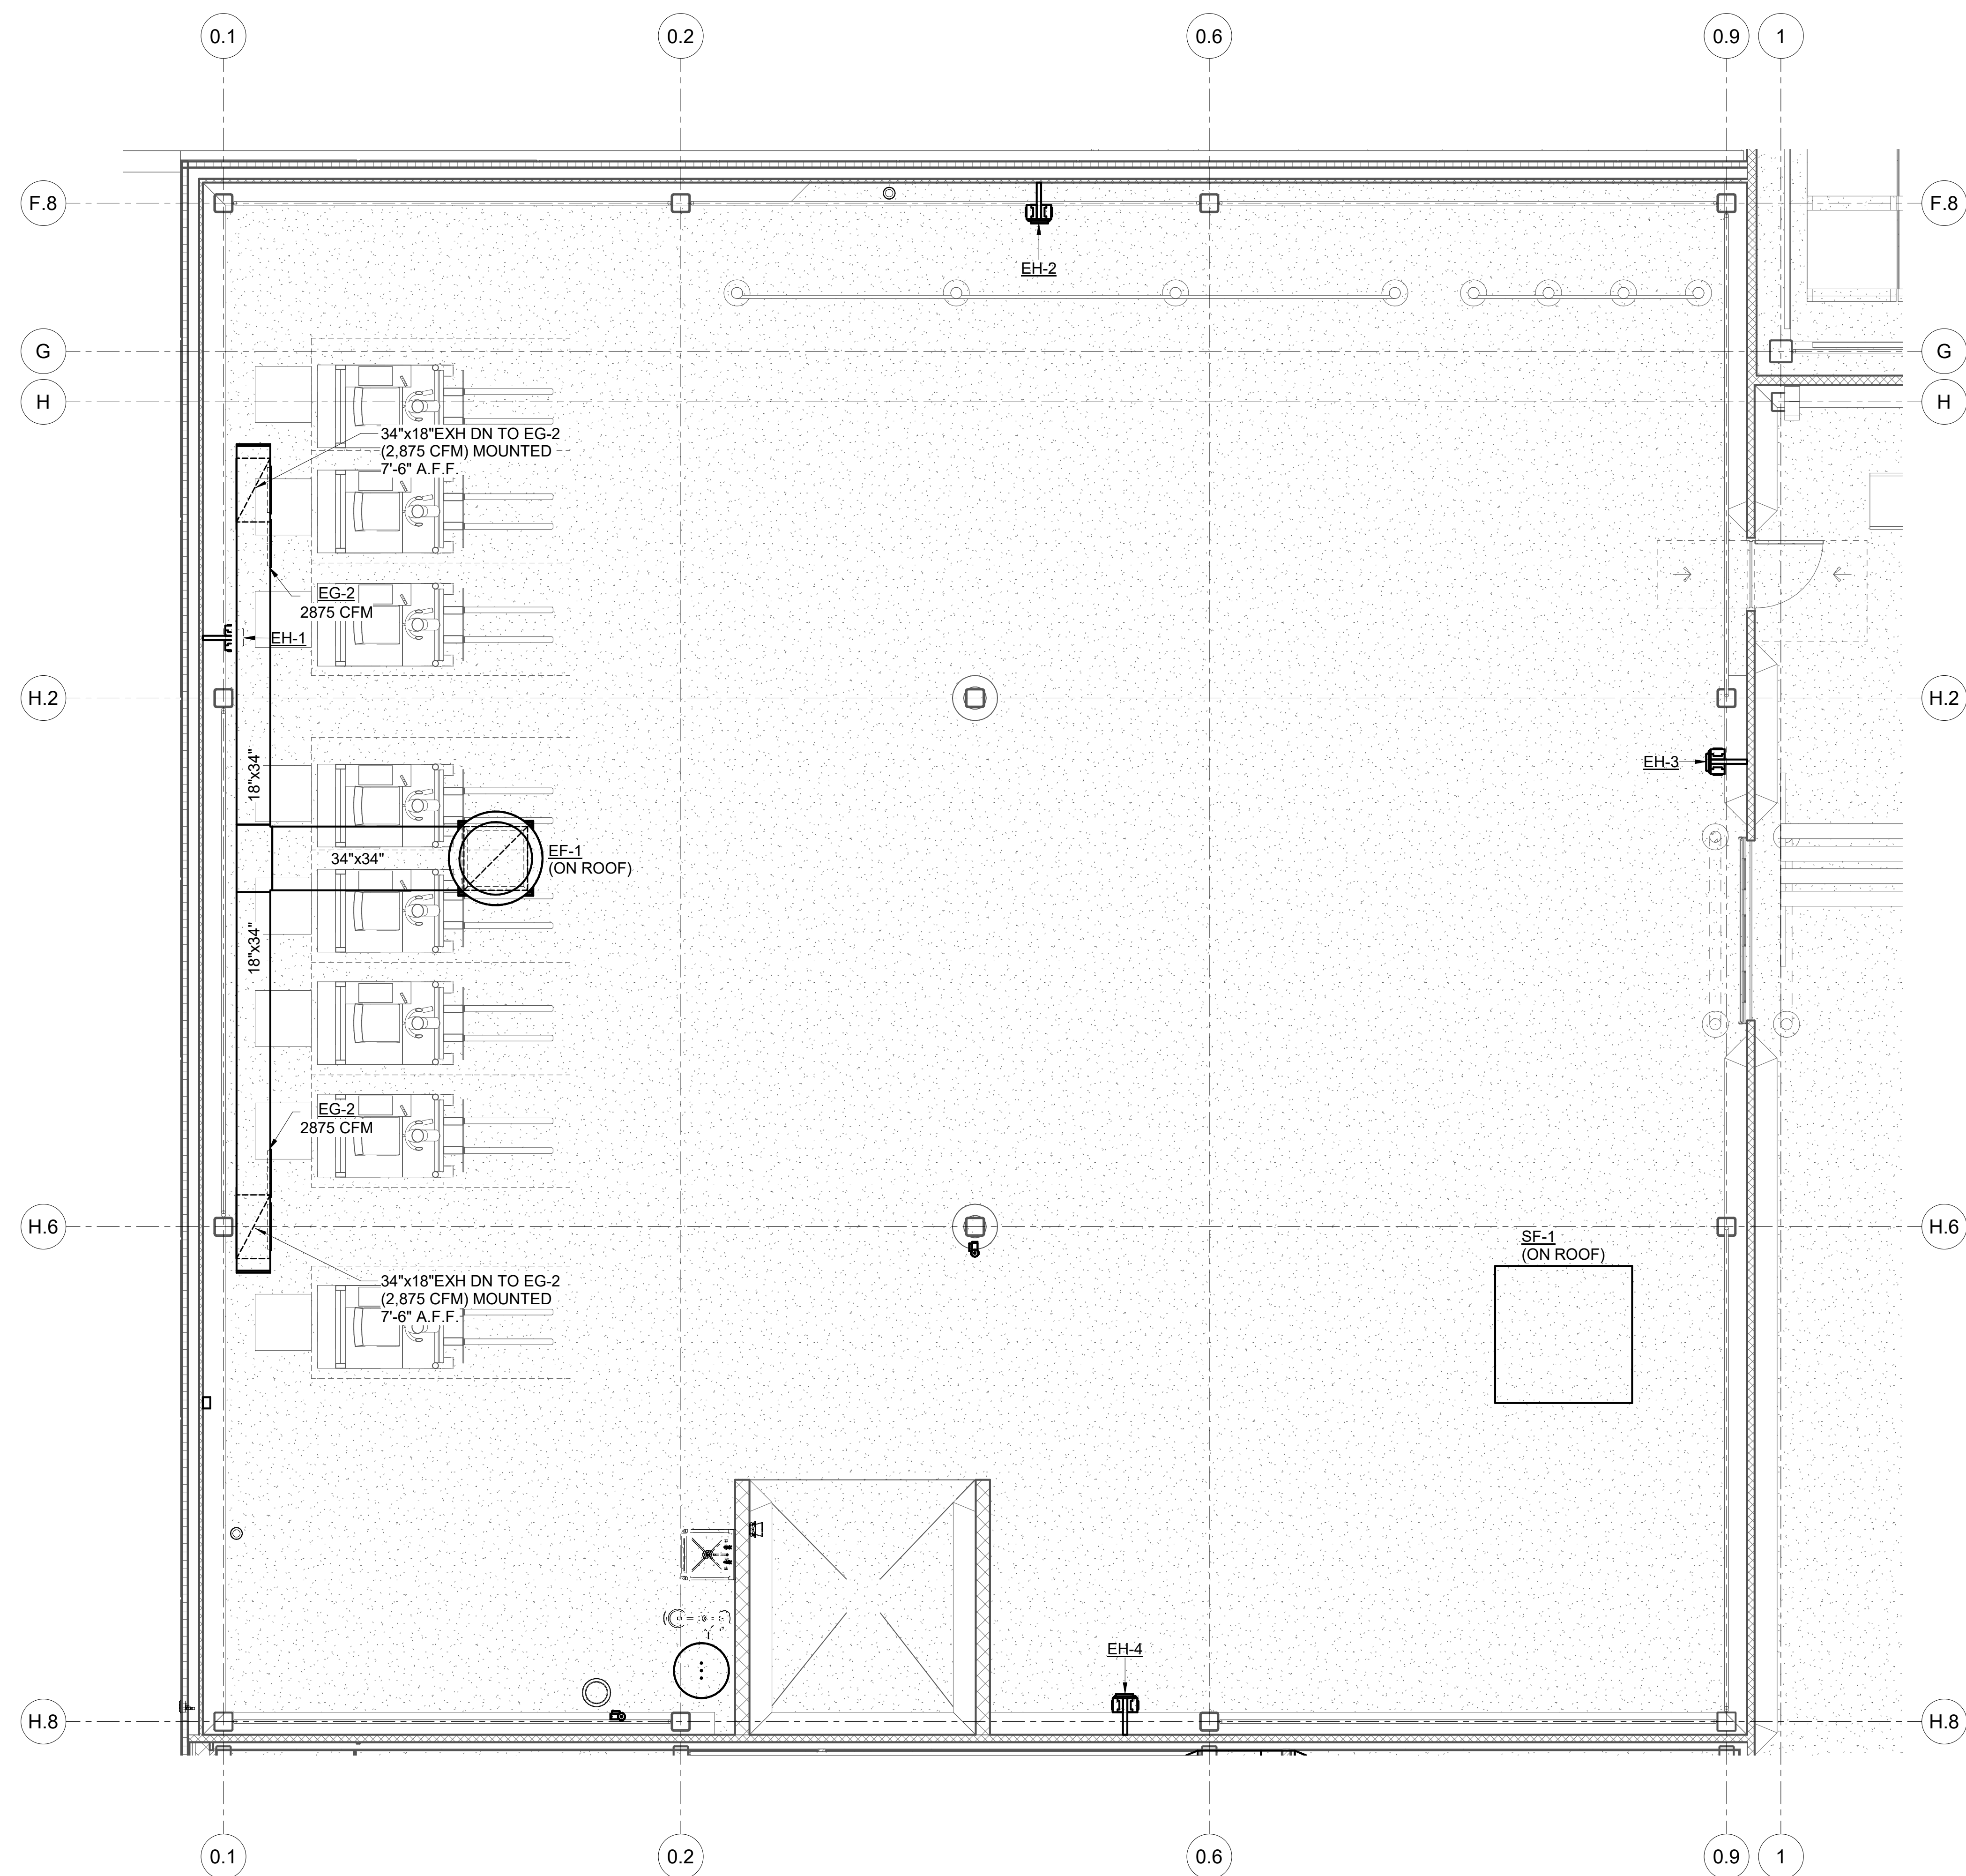 0.1
0.2
0.6
0.9
1
F.8
F.8
EH-2
G
G
H
H
34"x18"EXH DN TO EG-2
(2,875 CFM) MOUNTED
7'-6" A.F.F.
EG-2
2875 CFM
EH-1
H.2
H.2
18"x34"
EH-3
34"x34"
EF-1
(ON ROOF)
18"x34"
EG-2
2875 CFM
H.6
H.6
SF-1
(ON ROOF)
34"x18"EXH DN TO EG-2
(2,875 CFM) MOUNTED
7'-6" A.F.F.
EH-4
H.8
H.8
0.1
0.2
0.6
0.9
1